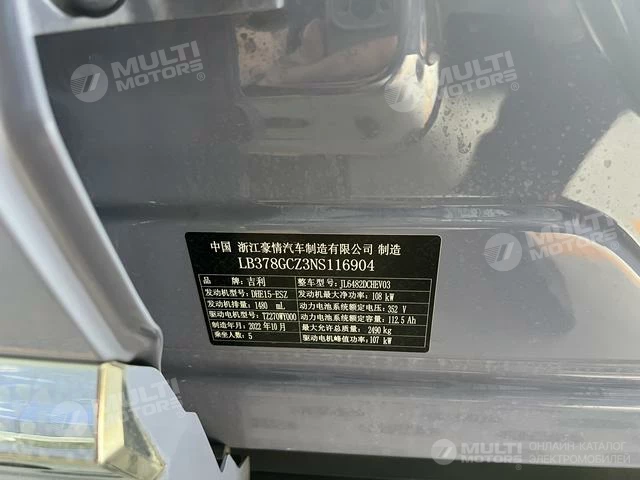 MULTI MOTORS®
MULTI MOTORS
中国 浙江豪情汽车制造有限公司 制造
LB378GCZ3NS116904
品牌：吉利 整车型号：JL6482DCHEV03
发动机型号：DHE15-ESZ 发动机最大净功率：108 kW
发动机排量：1480 mL 动力电池系统额定电压：352 V
驱动电机型号：TZ270WY000 动力电池系统额定容量：112.5 Ah
制造年月：2022年10月 最大允许总质量：2490kg
乘坐人数：5 驱动电机峰值功率：107 kW
MULTI MOTORS
MULTI MOTORS
MULTI MOTORS
ОНЛАЙН-КАТАЛОГ
ЭЛЕКТРОМОБИЛЕЙ